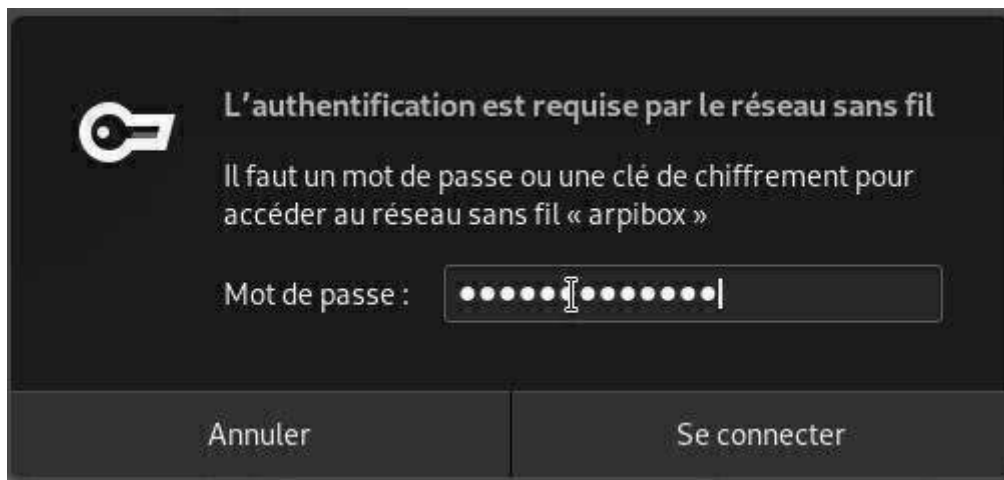 L'authentification est requise par le réseau sans fil
Il faut un mot de passe ou une clé de chiffrement pour
accéder au réseau sans fil « arpibox »
Mot de passe : ●●●●●●●●●●●●●
Annuler
Se connecter